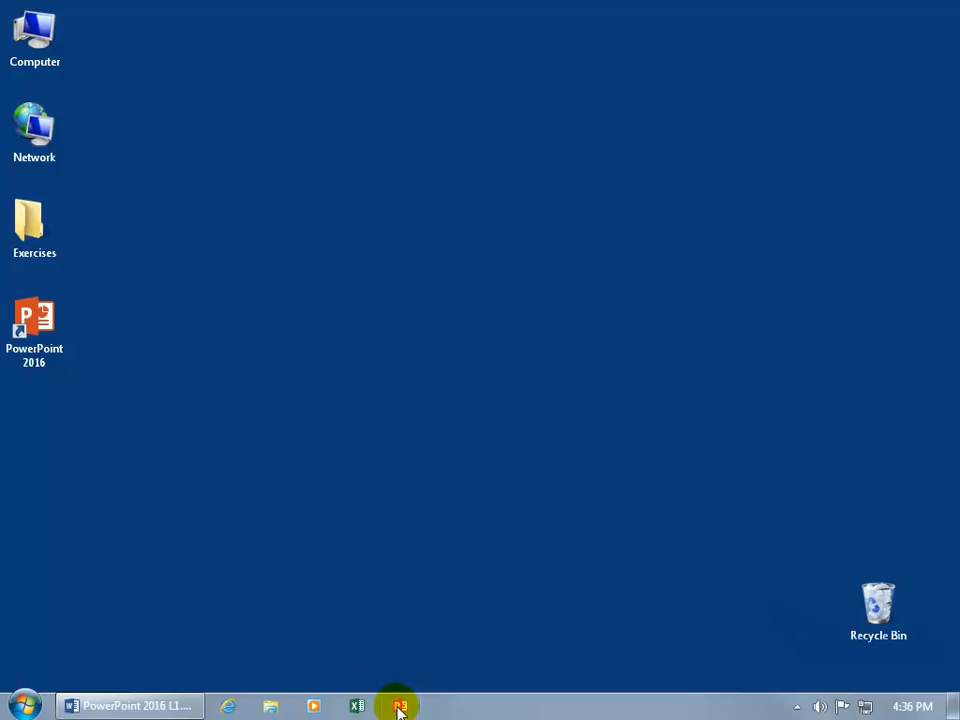 Computer
Network
Exercises
PowerPoint
2016
Recycle Bin
PowerPoint 2016 L1....
4:36 PM